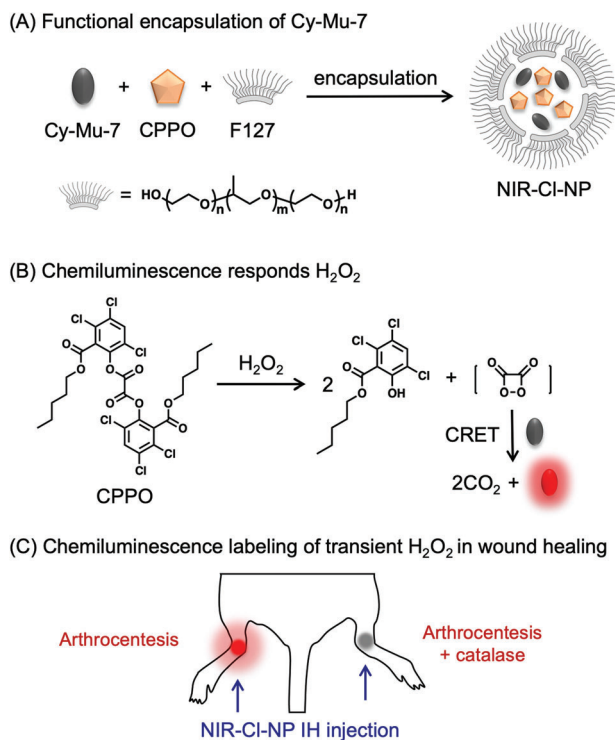 (A) Functional encapsulation of Cy-Mu-7
+ + encapsulation
Cy-Mu-7 CPPO F127
NIR-Cl-NP
= HO O n O m O n H
(B) Chemiluminescence responds H₂O₂
Cl
Cl
O
O Cl
O O
O O
O O
Cl
Cl
Cl
CPPO
H₂O₂
2
Cl
Cl
O
O Cl
OH
+
O O
O-O
CRET
2CO₂ +
(C) Chemiluminescence labeling of transient H₂O₂ in wound healing
Arthrocentesis
Arthrocentesis
+ catalase
NIR-Cl-NP IH injection